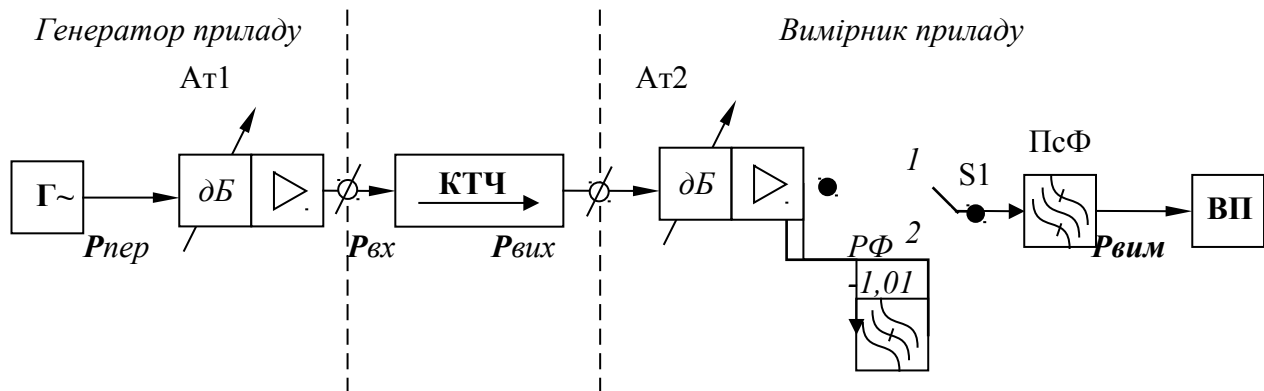 Генератор приладу
Вимірник приладу
Ат1
Ат2
ПсФ
1
S1
Г~
дБ
КТЧ
дБ
ВП
Рпер
Рвх
Рвих
РФ
2
Рвим
-1,01